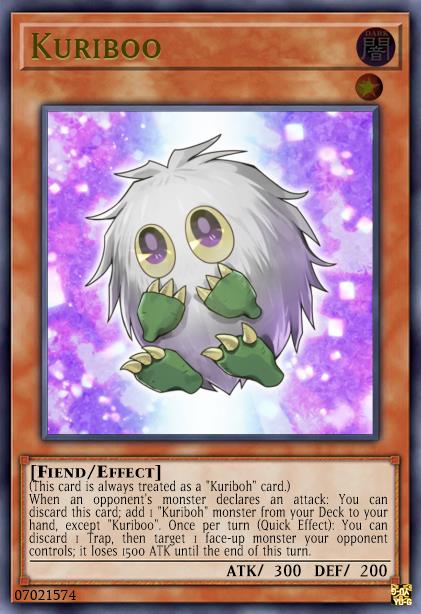 Kuriboo
DARK
闇
[Fiend/Effect]
(This card is always treated as a "Kuriboh" card.)
When an opponent's monster declares an attack: You can
discard this card; add 1 "Kuriboh" monster from your Deck to your
hand, except "Kuriboo". Once per turn (Quick Effect): You can
discard 1 Trap, then target 1 face-up monster your opponent
controls; it loses 1500 ATK until the end of this turn.
ATK/ 300 DEF/ 200
07021574